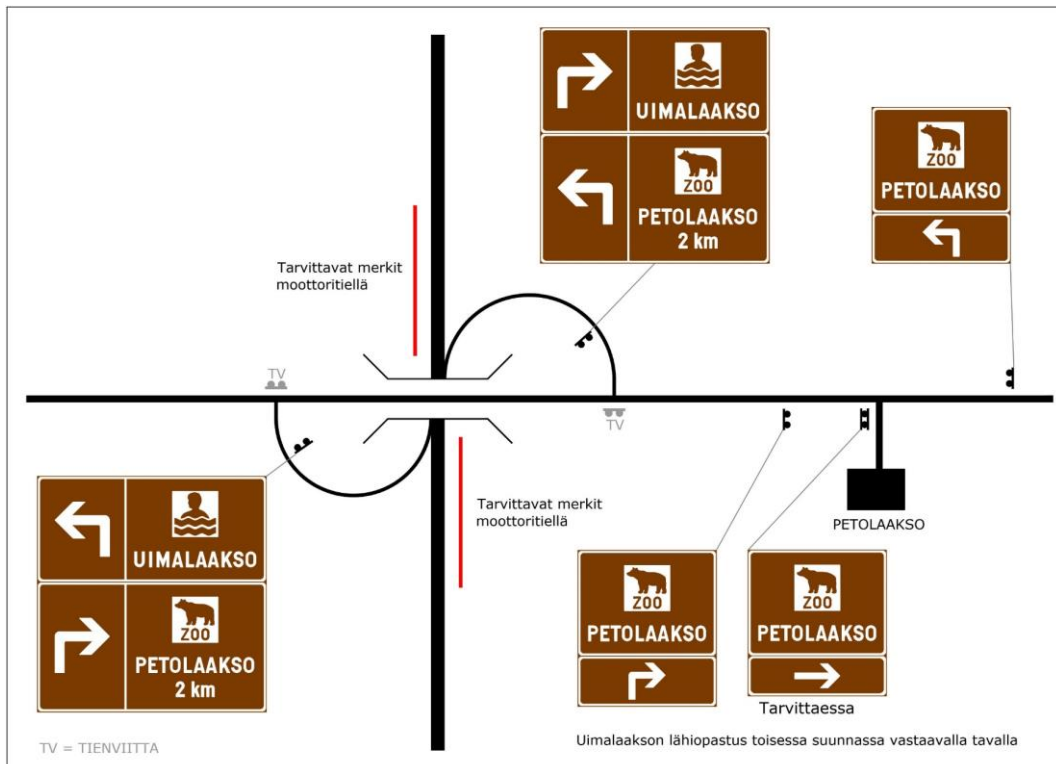 UIMALAAKSO
ZOO
PETOLAAKSO
2 km
ZOO
PETOLAAKSO
Tarvittavat merkit
moottoritiellä
TV
TV
UIMALAAKSO
ZOO
PETOLAAKSO
2 km
Tarvittavat merkit
moottoritiellä
PETOLAAKSO
ZOO
PETOLAAKSO
ZOO
PETOLAAKSO
Tarvittaessa
TV = TIENVIITTA
Uimalaakson lähiopastus toisessa suunnassa vastaavalla tavalla